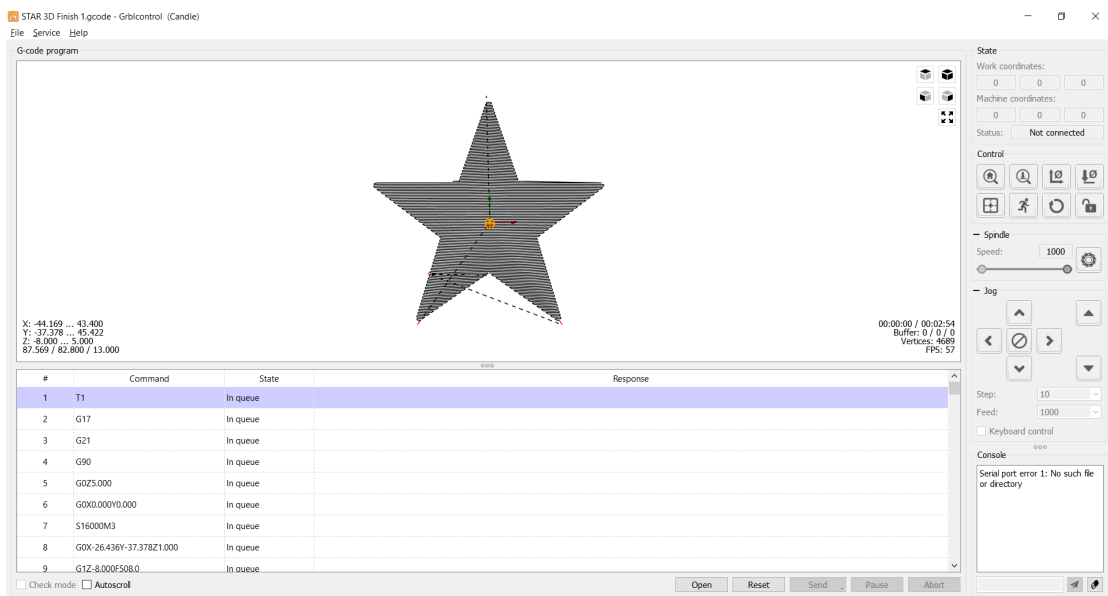 STAR 3D Finish 1.gcode - Grblcontrol (Candle)
File Service Help
G-code program
X: -44.169 ... 43.400
Y: -37.378 ... 45.422
Z: -8.000 ... 5.000
87.569 / 82.800 / 13.000
00:00:00 / 00:02:54
Buffer: 0 / 0 / 0
Vertices: 4689
FPS: 57
# Command State Response
1 T1 In queue
2 G17 In queue
3 G21 In queue
4 G90 In queue
5 G0Z5.000 In queue
6 G0X0.000Y0.000 In queue
7 S16000M3 In queue
8 G0X-26.436Y-37.378Z1.000 In queue
9 G1Z-8.000F508.0 In queue
Check mode Autoscroll Open Reset Send Pause Abort
State
Work coordinates:
0 0 0
Machine coordinates:
0 0 0
Status: Not connected
Control
Spindle
Speed: 1000
Jog
Step: 10
Feed: 1000
Keyboard control
Console
Serial port error 1: No such file
or directory